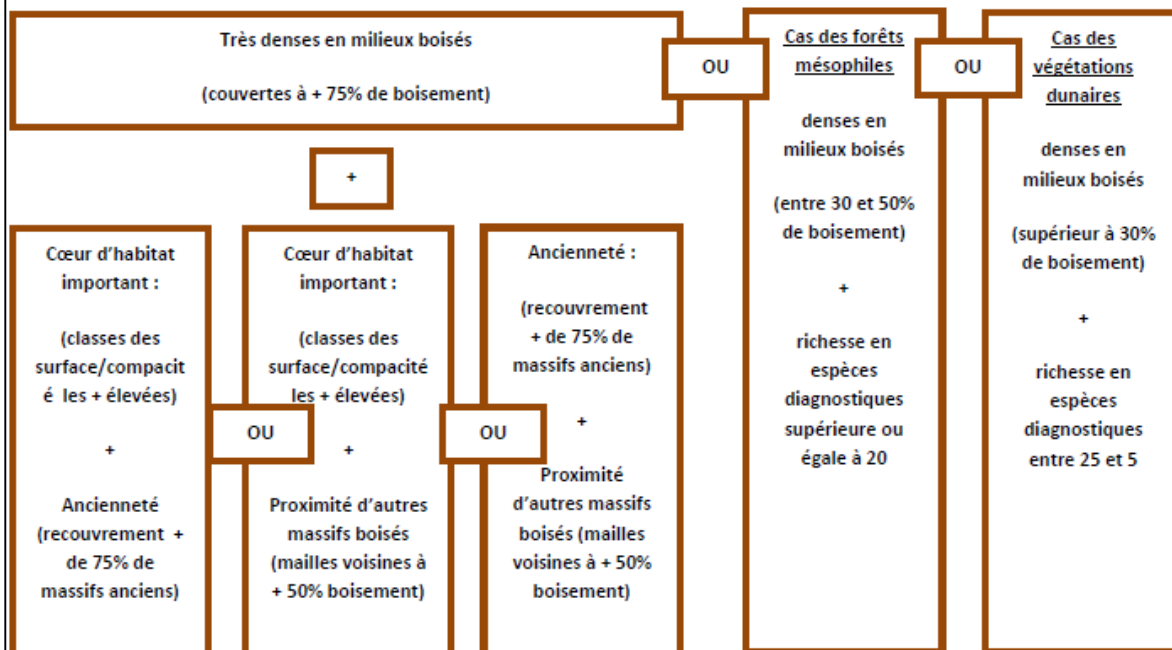 Très denses en milieux boisés
(couvertes à + 75% de boisement)
OU
Cas des forêts
mésophiles
denses en
milieux boisés
(entre 30 et 50%
de boisement)
+
richesse en
espèces
diagnostiques
supérieure ou
égale à 20
OU
Cas des
végétations
dunaires
denses en
milieux boisés
(supérieur à 30%
de boisement)
+
richesse en
espèces
diagnostiques
entre 25 et 5
+
Cœur d'habitat
important :
(classes des
surface/compacit
é les + élevées)
+
Ancienneté
(recouvrement +
de 75% de
massifs anciens)
OU
Cœur d'habitat
important :
(classes des
surface/compacité
les + élevées)
+
Proximité d'autres
massifs boisés
(mailles voisines à
+ 50% boisement)
OU
Ancienneté :
(recouvrement
+ de 75% de
massifs anciens)
+
Proximité
d'autres massifs
boisés (mailles
voisines à + 50%
boisement)